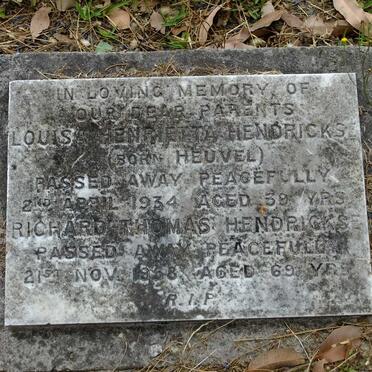 IN LOVING MEMORY OF
OUR DEAR PARENTS
LOUISA HENRIETTA HENDRICKS
(BORN HEUVEL)
PASSED AWAY PEACEFULLY
2ND APRIL 1934 AGED 59 YRS
RICHARD THOMAS HENDRICKS
PASSED AWAY PEACEFULLY
21ST NOV. AGED 69 YRS
R.I.P.